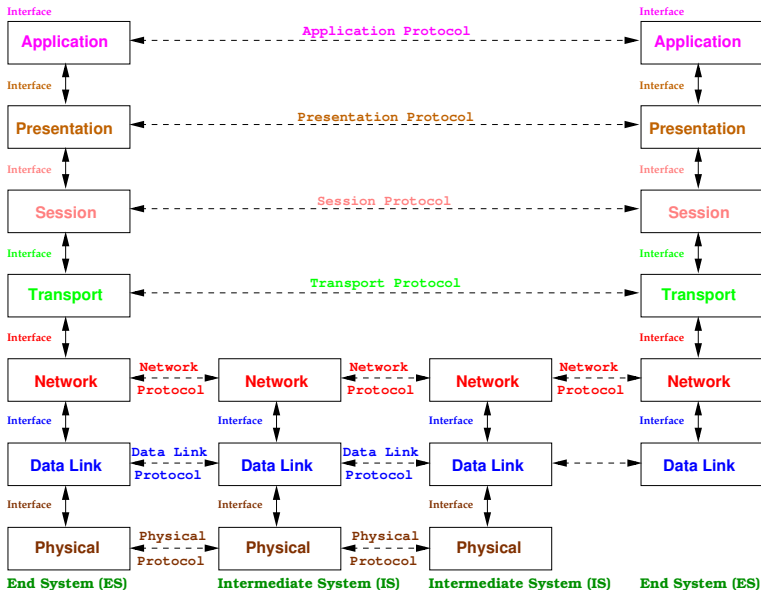 Interface Interface
Application Application Protocol Application
Interface Interface
Presentation Presentation Protocol Presentation
Interface Interface
Session Session Protocol Session
Interface Interface
Transport Transport Protocol Transport
Interface Interface
Network Network Protocol Network Network Protocol Network Network Protocol Network
Interface Interface Interface Interface
Data Link Data Link Protocol Data Link Data Link Protocol Data Link Data Link
Interface Interface Interface
Physical Physical Protocol Physical Physical Protocol Physical
End System (ES) Intermediate System (IS) Intermediate System (IS) End System (ES)